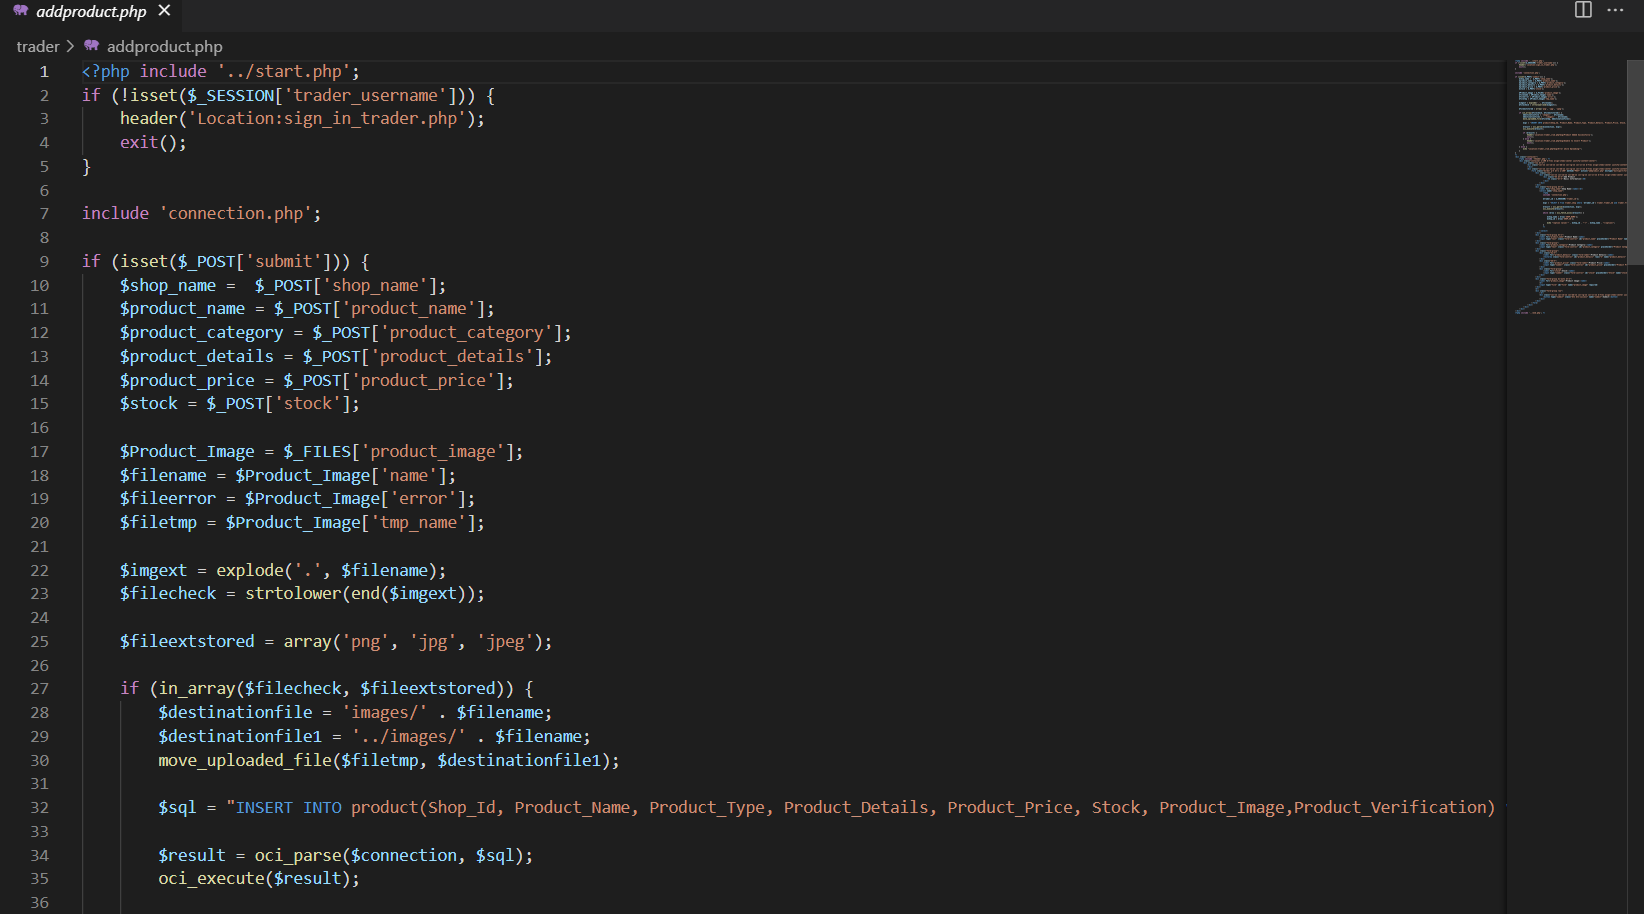 addproduct.php
trader > addproduct.php
1 <?php include '../start.php';
2 if (!isset($_SESSION['trader_username'])) {
3     header('Location:sign_in_trader.php');
4     exit();
5 }
6
7 include 'connection.php';
8
9 if (isset($_POST['submit'])) {
10     $shop_name =  $_POST['shop_name'];
11     $product_name = $_POST['product_name'];
12     $product_category = $_POST['product_category'];
13     $product_details = $_POST['product_details'];
14     $product_price = $_POST['product_price'];
15     $stock = $_POST['stock'];
16
17     $Product_Image = $_FILES['product_image'];
18     $filename = $Product_Image['name'];
19     $fileerror = $Product_Image['error'];
20     $filetmp = $Product_Image['tmp_name'];
21
22     $imgext = explode('.', $filename);
23     $filecheck = strtolower(end($imgext));
24
25     $fileextstored = array('png', 'jpg', 'jpeg');
26
27     if (in_array($filecheck, $fileextstored)) {
28         $destinationfile = 'images/' . $filename;
29         $destinationfile1 = '../images/' . $filename;
30         move_uploaded_file($filetmp, $destinationfile1);
31
32         $sql = "INSERT INTO product(Shop_Id, Product_Name, Product_Type, Product_Details, Product_Price, Stock, Product_Image,Product_Verification)
33
34         $result = oci_parse($connection, $sql);
35         oci_execute($result);
36